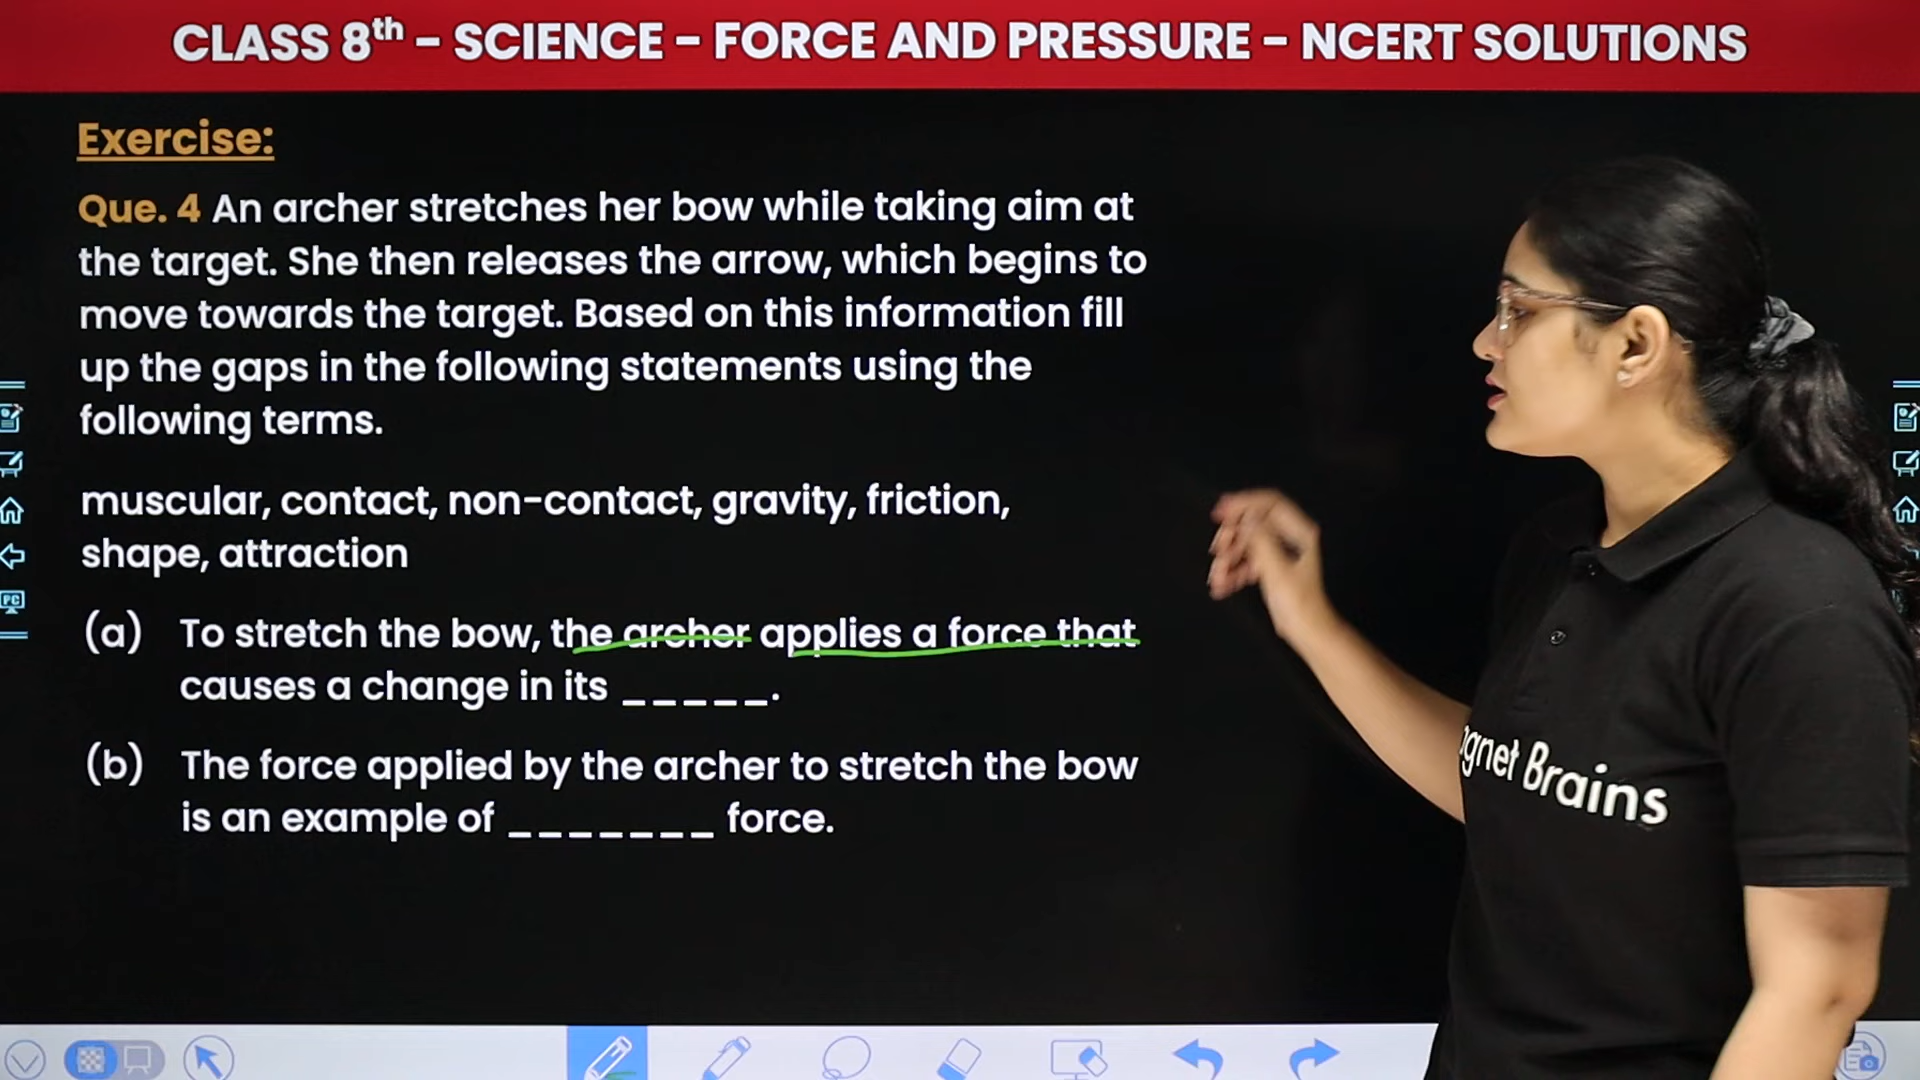 CLASS 8th – SCIENCE – FORCE AND PRESSURE – NCERT SOLUTIONS
Exercise:
Que. 4 An archer stretches her bow while taking aim at
the target. She then releases the arrow, which begins to
move towards the target. Based on this information fill
up the gaps in the following statements using the
following terms.
muscular, contact, non-contact, gravity, friction,
shape, attraction
(a) To stretch the bow, the archer applies a force that
causes a change in its _____.
(b) The force applied by the archer to stretch the bow
is an example of _______ force.
gnet Brains
PC